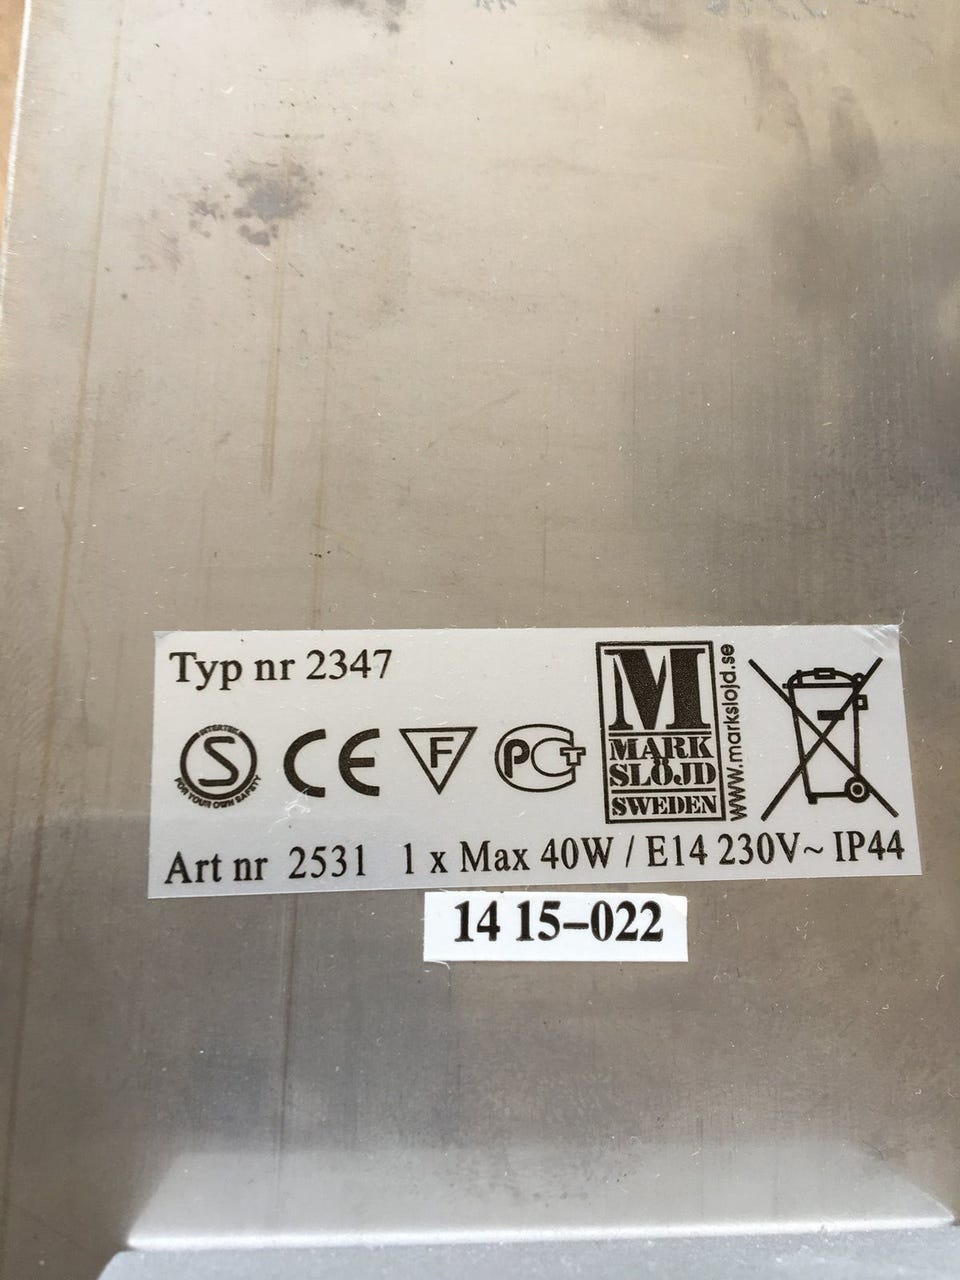 Typ nr 2347
INTERTEK
S
FOR YOUR OWN SAFETY
CE
F
PCT
M
MARK
SLÖJD
SWEDEN
www.markslojd.se
Art nr 2531 1 x Max 40W / E14 230V~ IP44
14 15-022